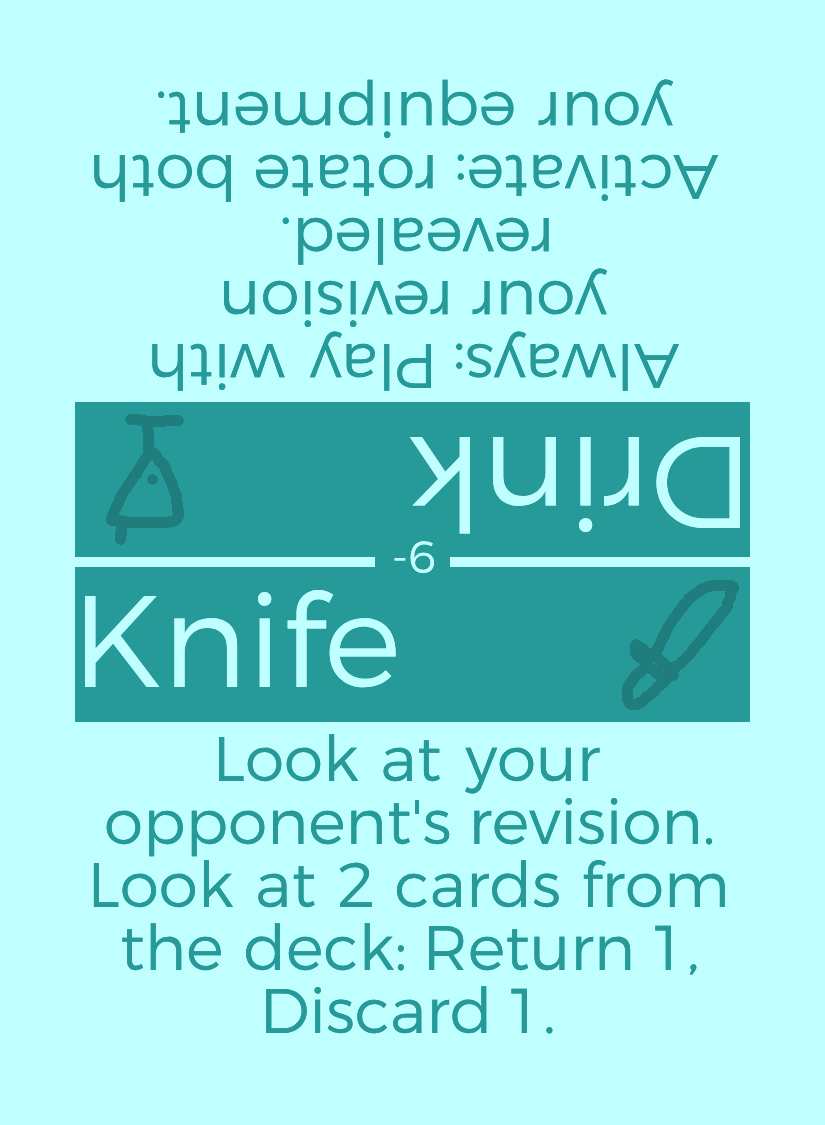 Always: Play with
your revision
revealed.
Activate: rotate both
your equipment.
Drink
-6
Knife
Look at your
opponent's revision.
Look at 2 cards from
the deck: Return 1,
Discard 1.